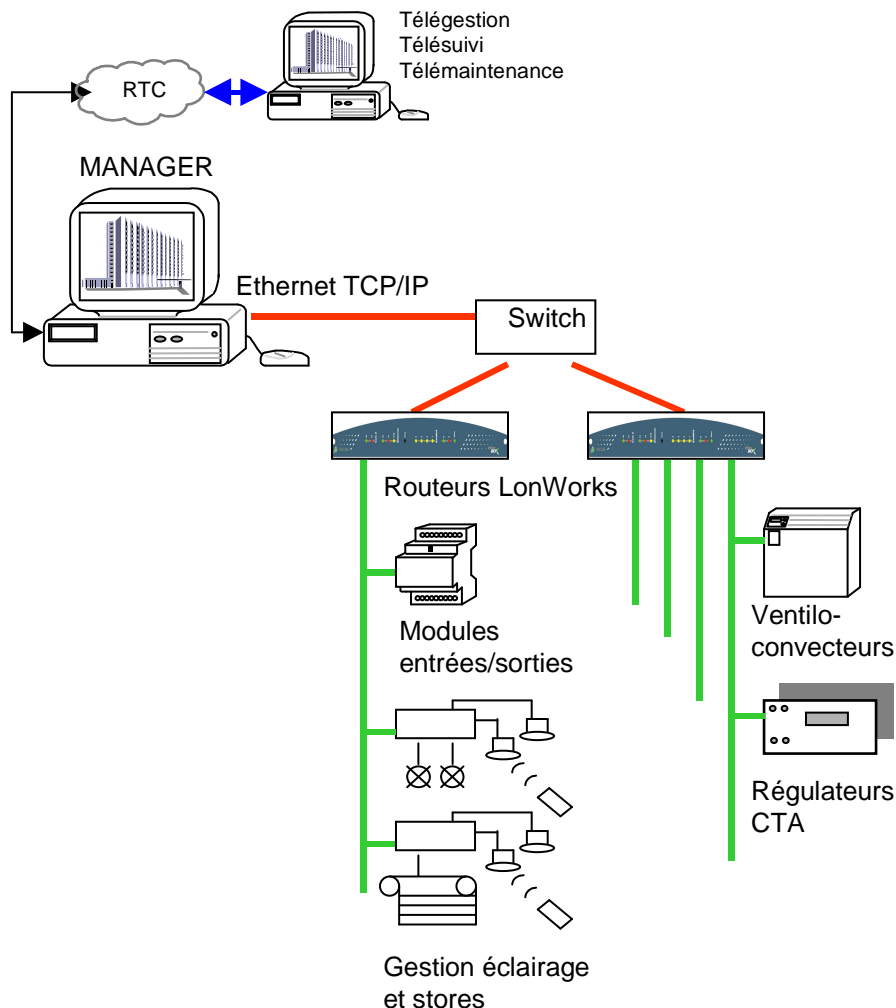 Télégestion
Télésuivi
Télémaintenance
RTC
MANAGER
Ethernet TCP/IP
Switch
Routeurs LonWorks
Modules
entrées/sorties
Ventilo-
convecteurs
Régulateurs
CTA
Gestion éclairage
et stores